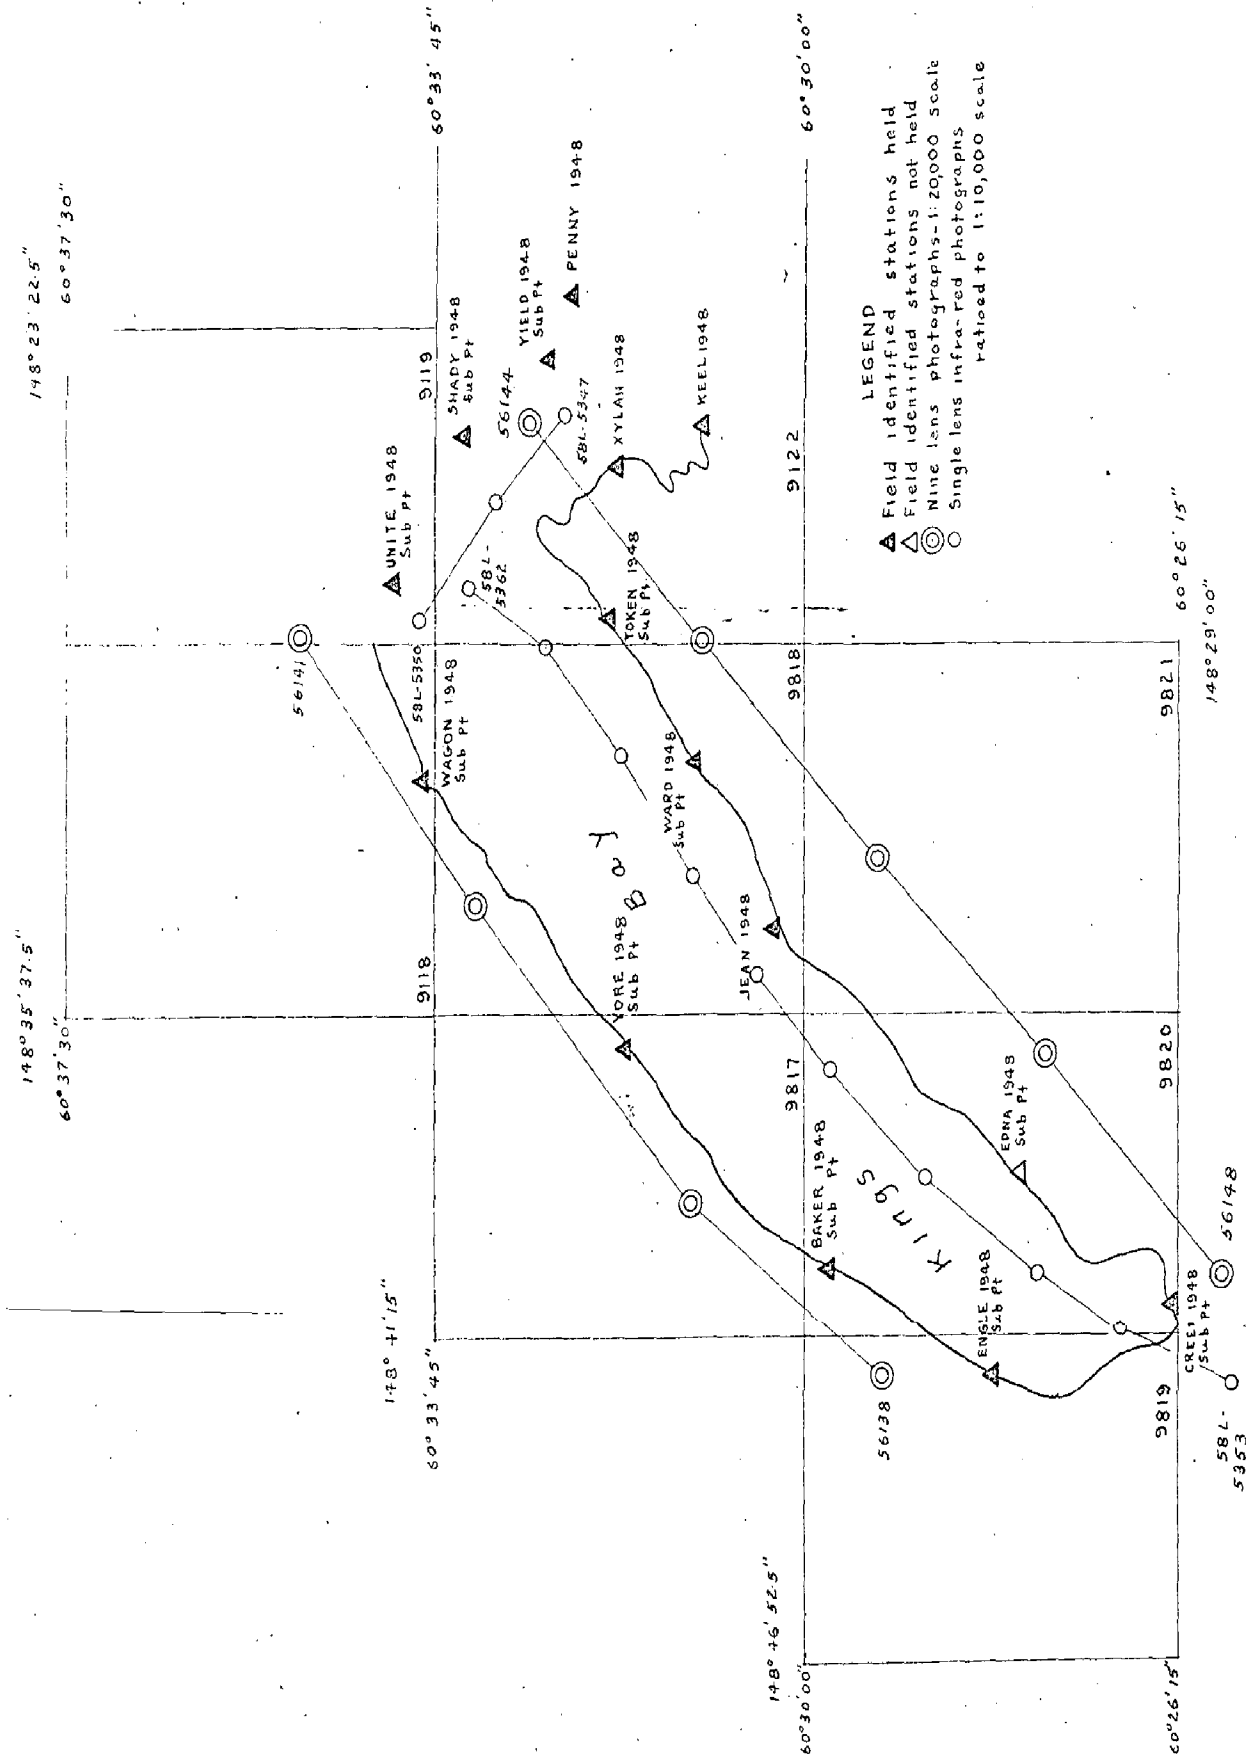 148° 23' 22.5"
60° 37' 30"
148° 35' 37.5"
60° 37' 30"
60° 33' 45"
148° 41' 15"
60° 33' 45"
60° 30' 00"
148° 46' 52.5"
60° 30' 00"
60° 26' 15"
148° 29' 00"
60° 26' 15"
9119
9118
9122
9818
9817
9821
9820
9819
UNITE 1948
Sub Pt
SHADY 1948
Sub Pt
YIELD 1948
Sub Pt
PENNY 1948
XYLAN 1948
KEEL 1948
TOKEN 1948
Sub Pt
WAGON 1948
Sub Pt
WARD 1948
Sub Pt
JEAN 1948
YORE 1948
Sub Pt
BAKER 1948
Sub Pt
EDNA 1948
Sub Pt
ENGLE 1948
Sub Pt
1948
Sub Pt
56141
56144
58L-5347
58L-5350
58L-
5362
56138
56148
58L-
5353
Kings Bay
LEGEND
Field identified stations held
Field identified stations not held
Nine lens photographs-1:20,000 scale
Single lens infra-red photographs
ratioed to 1:10,000 scale